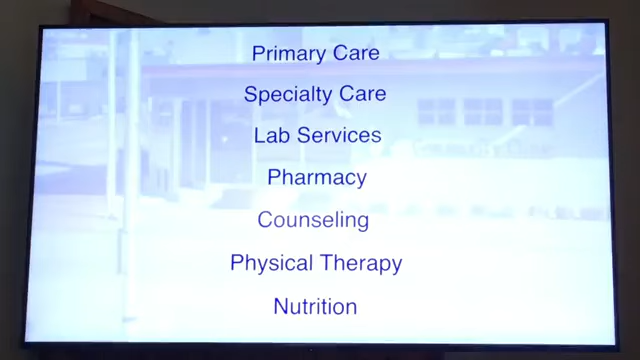 Primary Care
Specialty Care
Lab Services
Pharmacy
Counseling
Physical Therapy
Nutrition